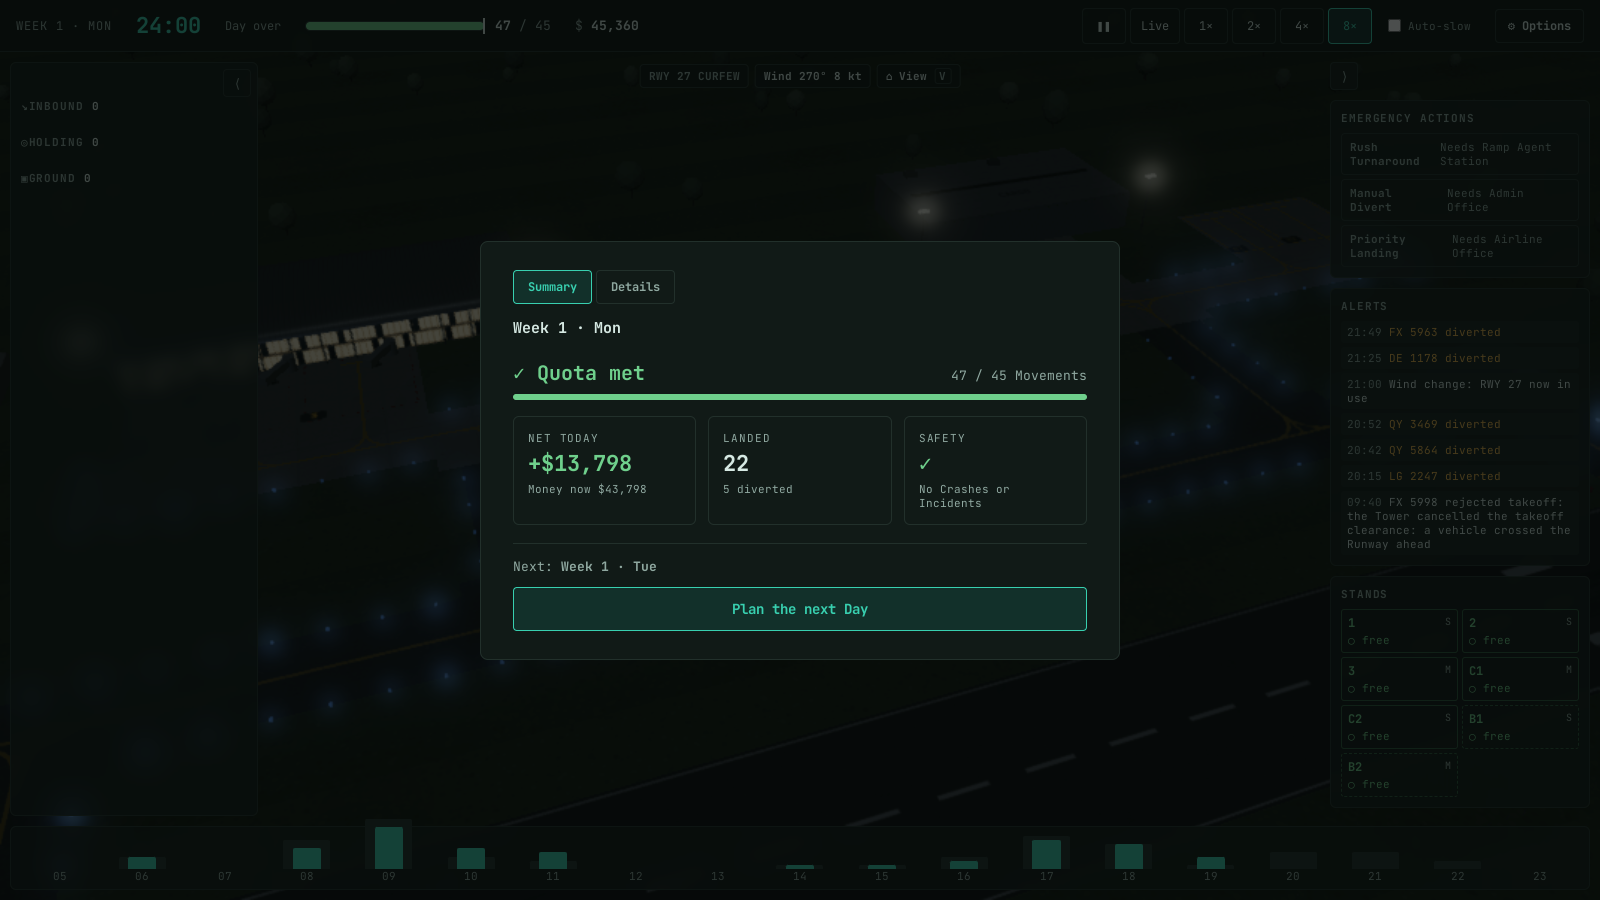 WEEK 1 · MON 24:00 Day over 47 / 45 $ 45,360 Live 1× 2× 4× 8× Auto-slow ⚙ Options
RWY 27 CURFEW Wind 270° 8 kt ⌂ View V
↘INBOUND 0
◎HOLDING 0
▣GROUND 0
Summary Details
Week 1 · Mon
✓ Quota met 47 / 45 Movements
NET TODAY
+$13,798
Money now $43,798
LANDED
22
5 diverted
SAFETY
✓
No Crashes or
Incidents
Next: Week 1 · Tue
Plan the next Day
EMERGENCY ACTIONS
Rush Turnaround Needs Ramp Agent Station
Manual Divert Needs Admin Office
Priority Landing Needs Airline Office
ALERTS
21:49 FX 5963 diverted
21:25 DE 1178 diverted
21:00 Wind change: RWY 27 now in
use
20:52 QY 3469 diverted
20:42 QY 5864 diverted
20:15 LG 2247 diverted
09:40 FX 5998 rejected takeoff:
the Tower cancelled the takeoff
clearance: a vehicle crossed the
Runway ahead
STANDS
1 S
○ free
2 S
○ free
3 M
○ free
C1 M
○ free
C2 S
○ free
B1 S
○ free
B2 M
○ free
05 06 07 08 09 10 11 12 13 14 15 16 17 18 19 20 21 22 23